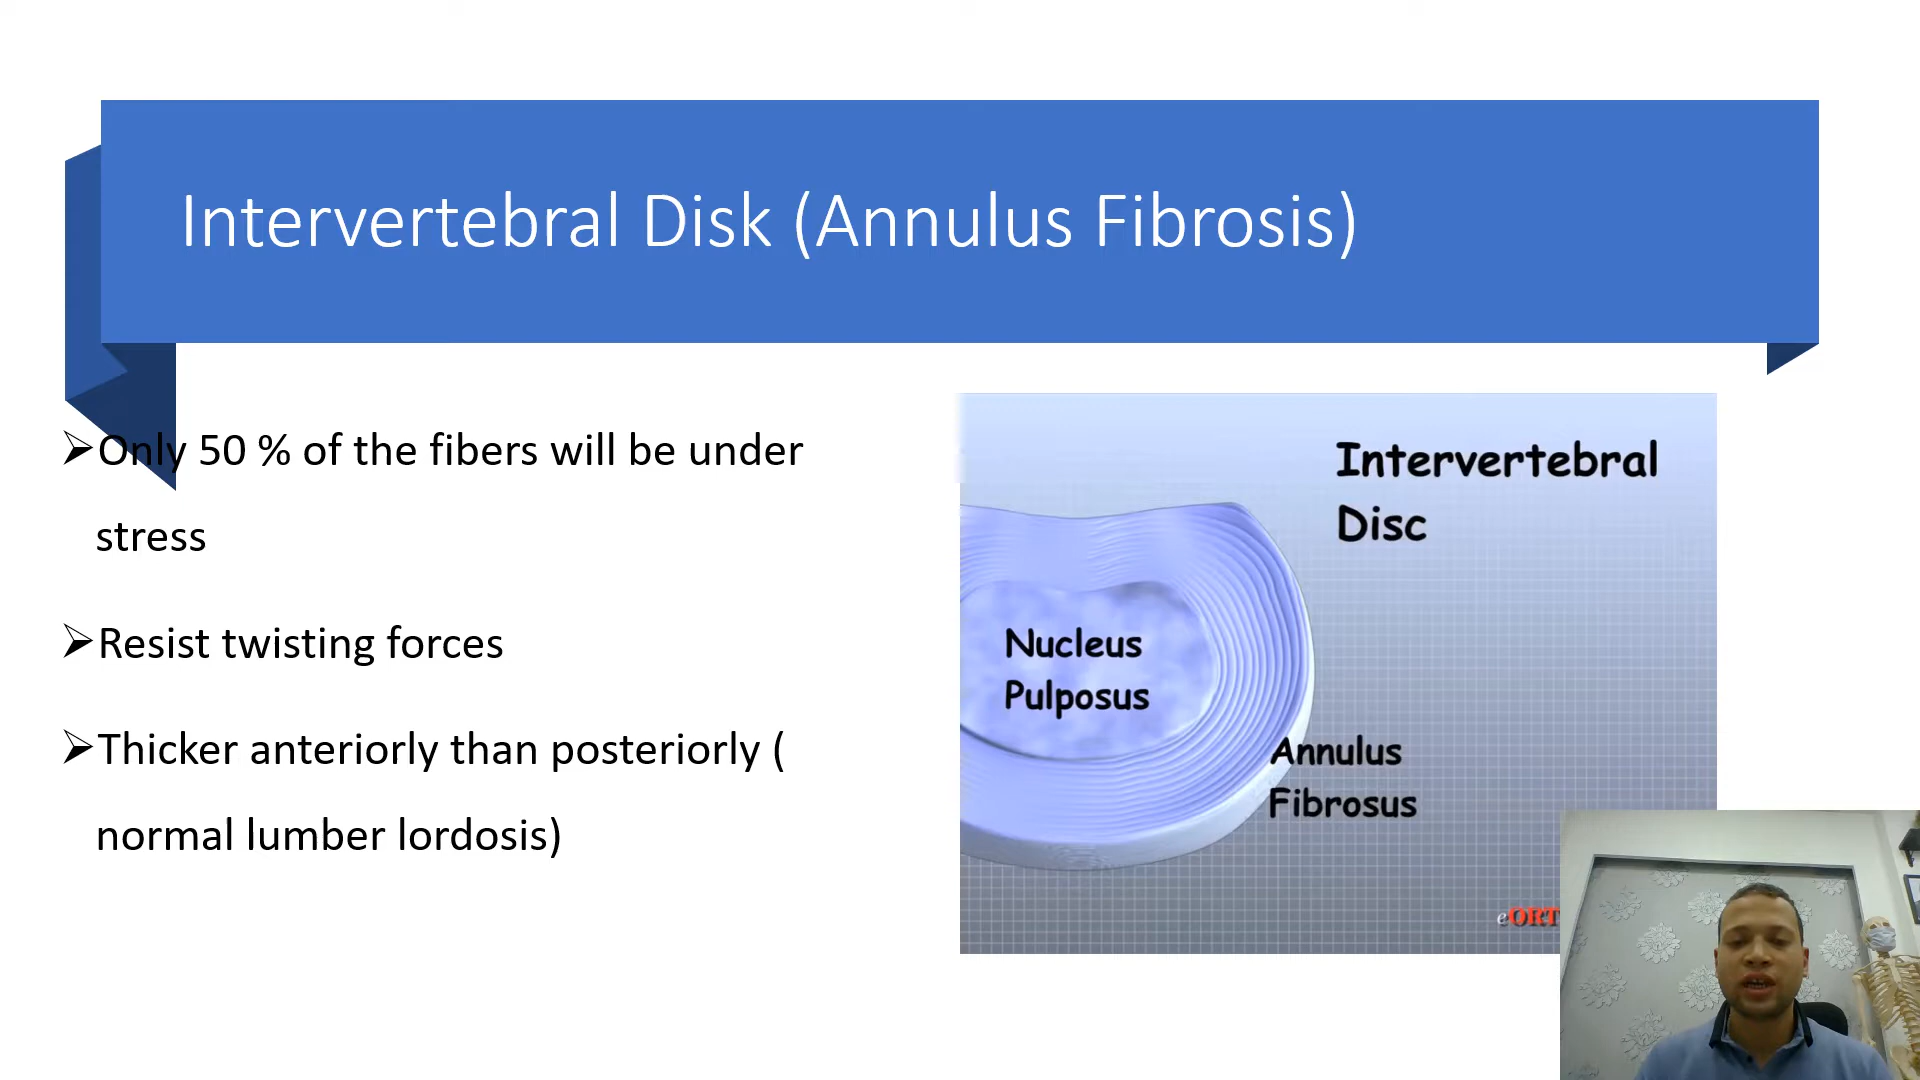 Intervertebral Disk (Annulus Fibrosis)
Only 50 % of the fibers will be under
stress
Resist twisting forces
Thicker anteriorly than posteriorly (
normal lumber lordosis)
Intervertebral
Disc
Nucleus
Pulposus
Annulus
Fibrosus
eORT